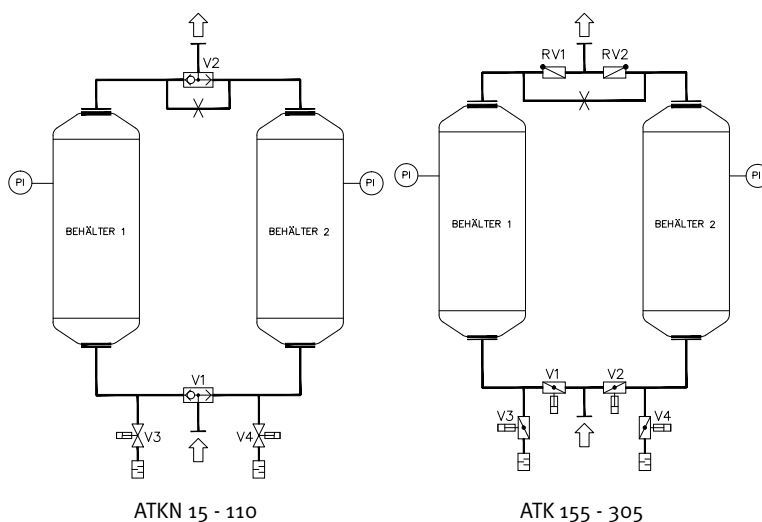 V2
PI
BEHÄLTER 1
BEHÄLTER 2
PI
V1
V3
V4
ATKN 15 - 110
RV1
RV2
PI
BEHÄLTER 1
BEHÄLTER 2
PI
V1
V2
V3
V4
ATK 155 - 305